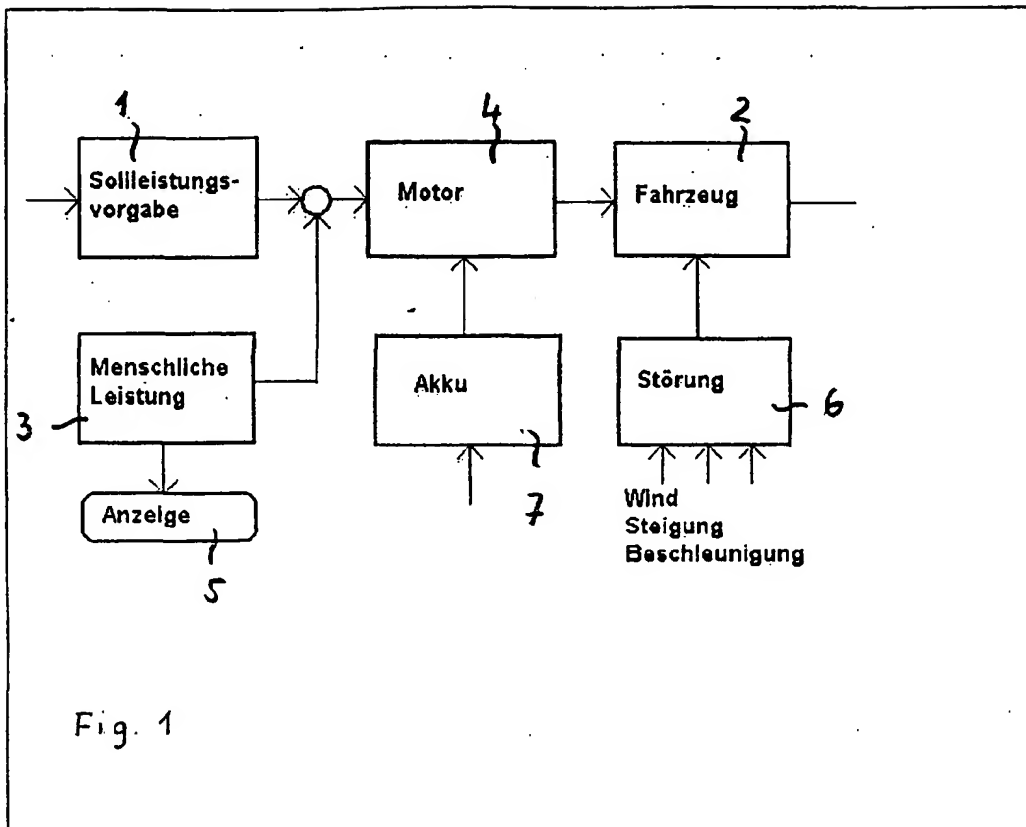 1
4
2
Sollleistungs-
vorgabe
Motor
Fahrzeug
Menschliche
Leistung
Akku
Störung
3
6
Anzeige
5
7
Wind
Steigung
Beschleunigung
Fig. 1